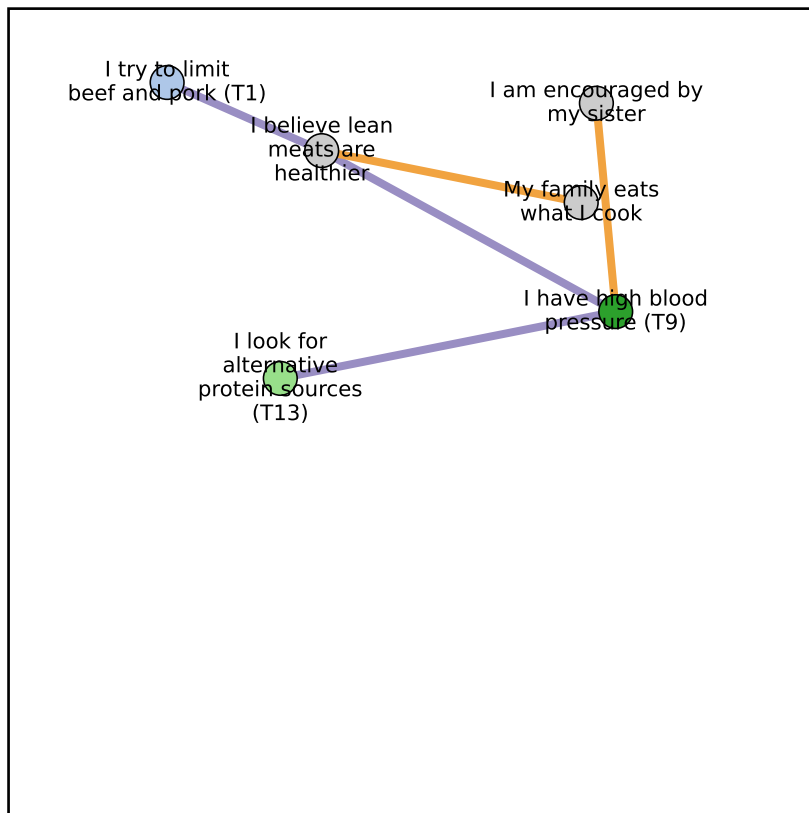 I try to limit
beef and pork (T1)
I am encouraged by
my sister
I believe lean
meats are
healthier
My family eats
what I cook
I have high blood
pressure (T9)
I look for
alternative
protein sources
(T13)